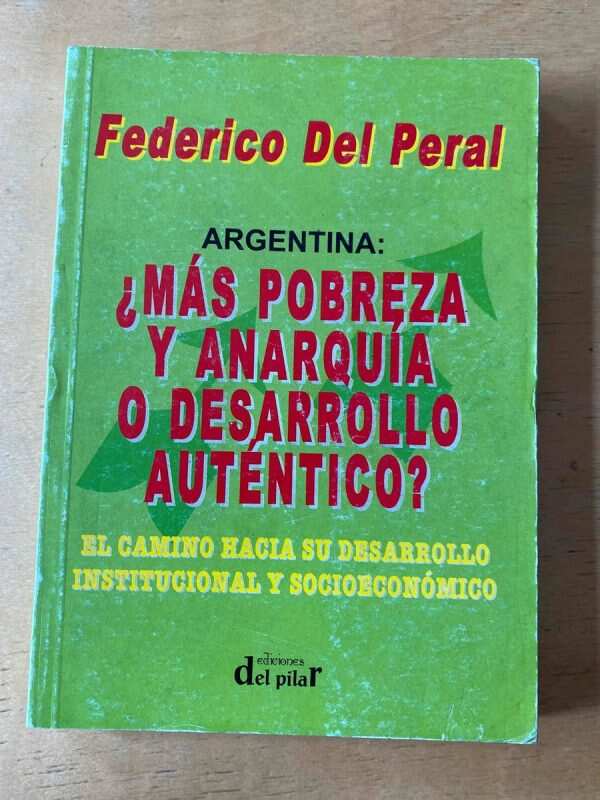 Federico Del Peral
ARGENTINA:
¿MÁS POBREZA
Y ANARQUÍA
O DESARROLLO
AUTÉNTICO?
EL CAMINO HACIA SU DESARROLLO
INSTITUCIONAL Y SOCIOECONÓMICO
ediciones
del pilar